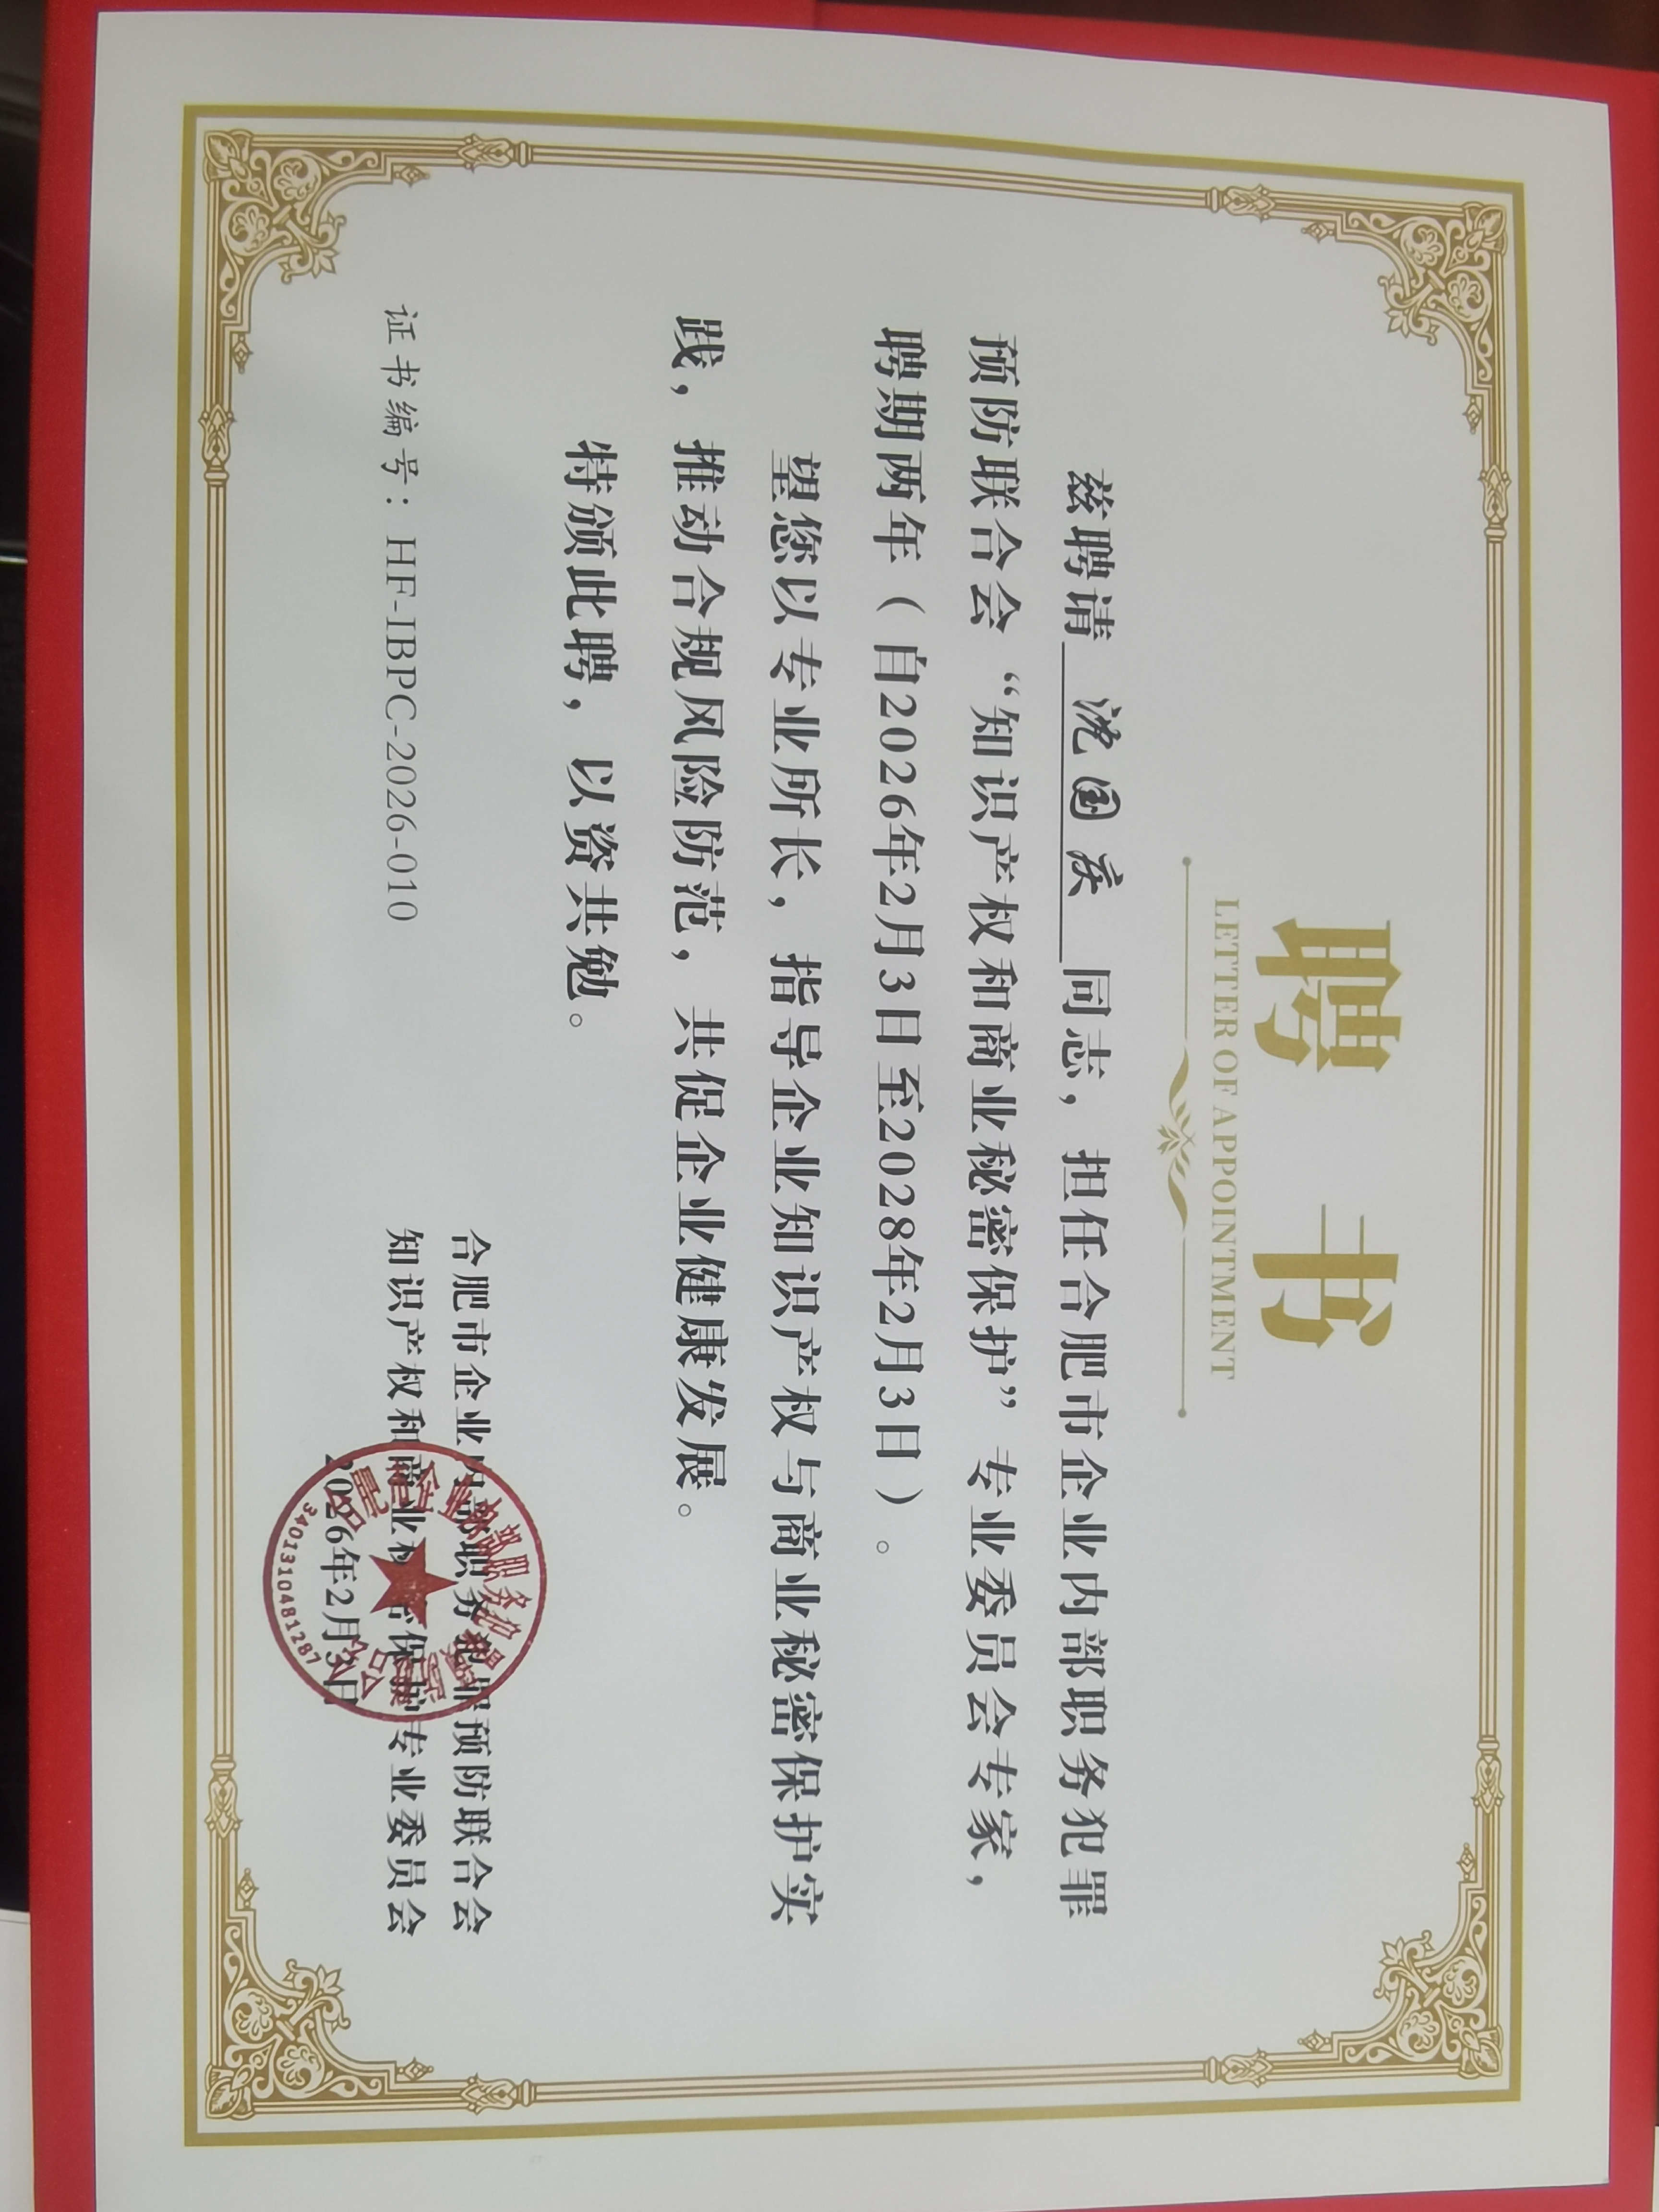 聘 书
LETTER OF APPOINTMENT
兹聘请 沈国庆 同志，担任合肥市企业内部职务犯罪
预防联合会“知识产权和商业秘密保护”专业委员会专家，
聘期两年（自2026年2月3日至2028年2月3日）。
望您以专业所长，指导企业知识产权与商业秘密保护实
践，推动合规风险防范，共促企业健康发展。
特颁此聘，以资共勉。
证书编号：HF-IBPC-2026-010
合肥市企业内部职务犯罪预防联合会
知识产权和商业秘密保护专业委员会
2026年2月3日
3401310481287